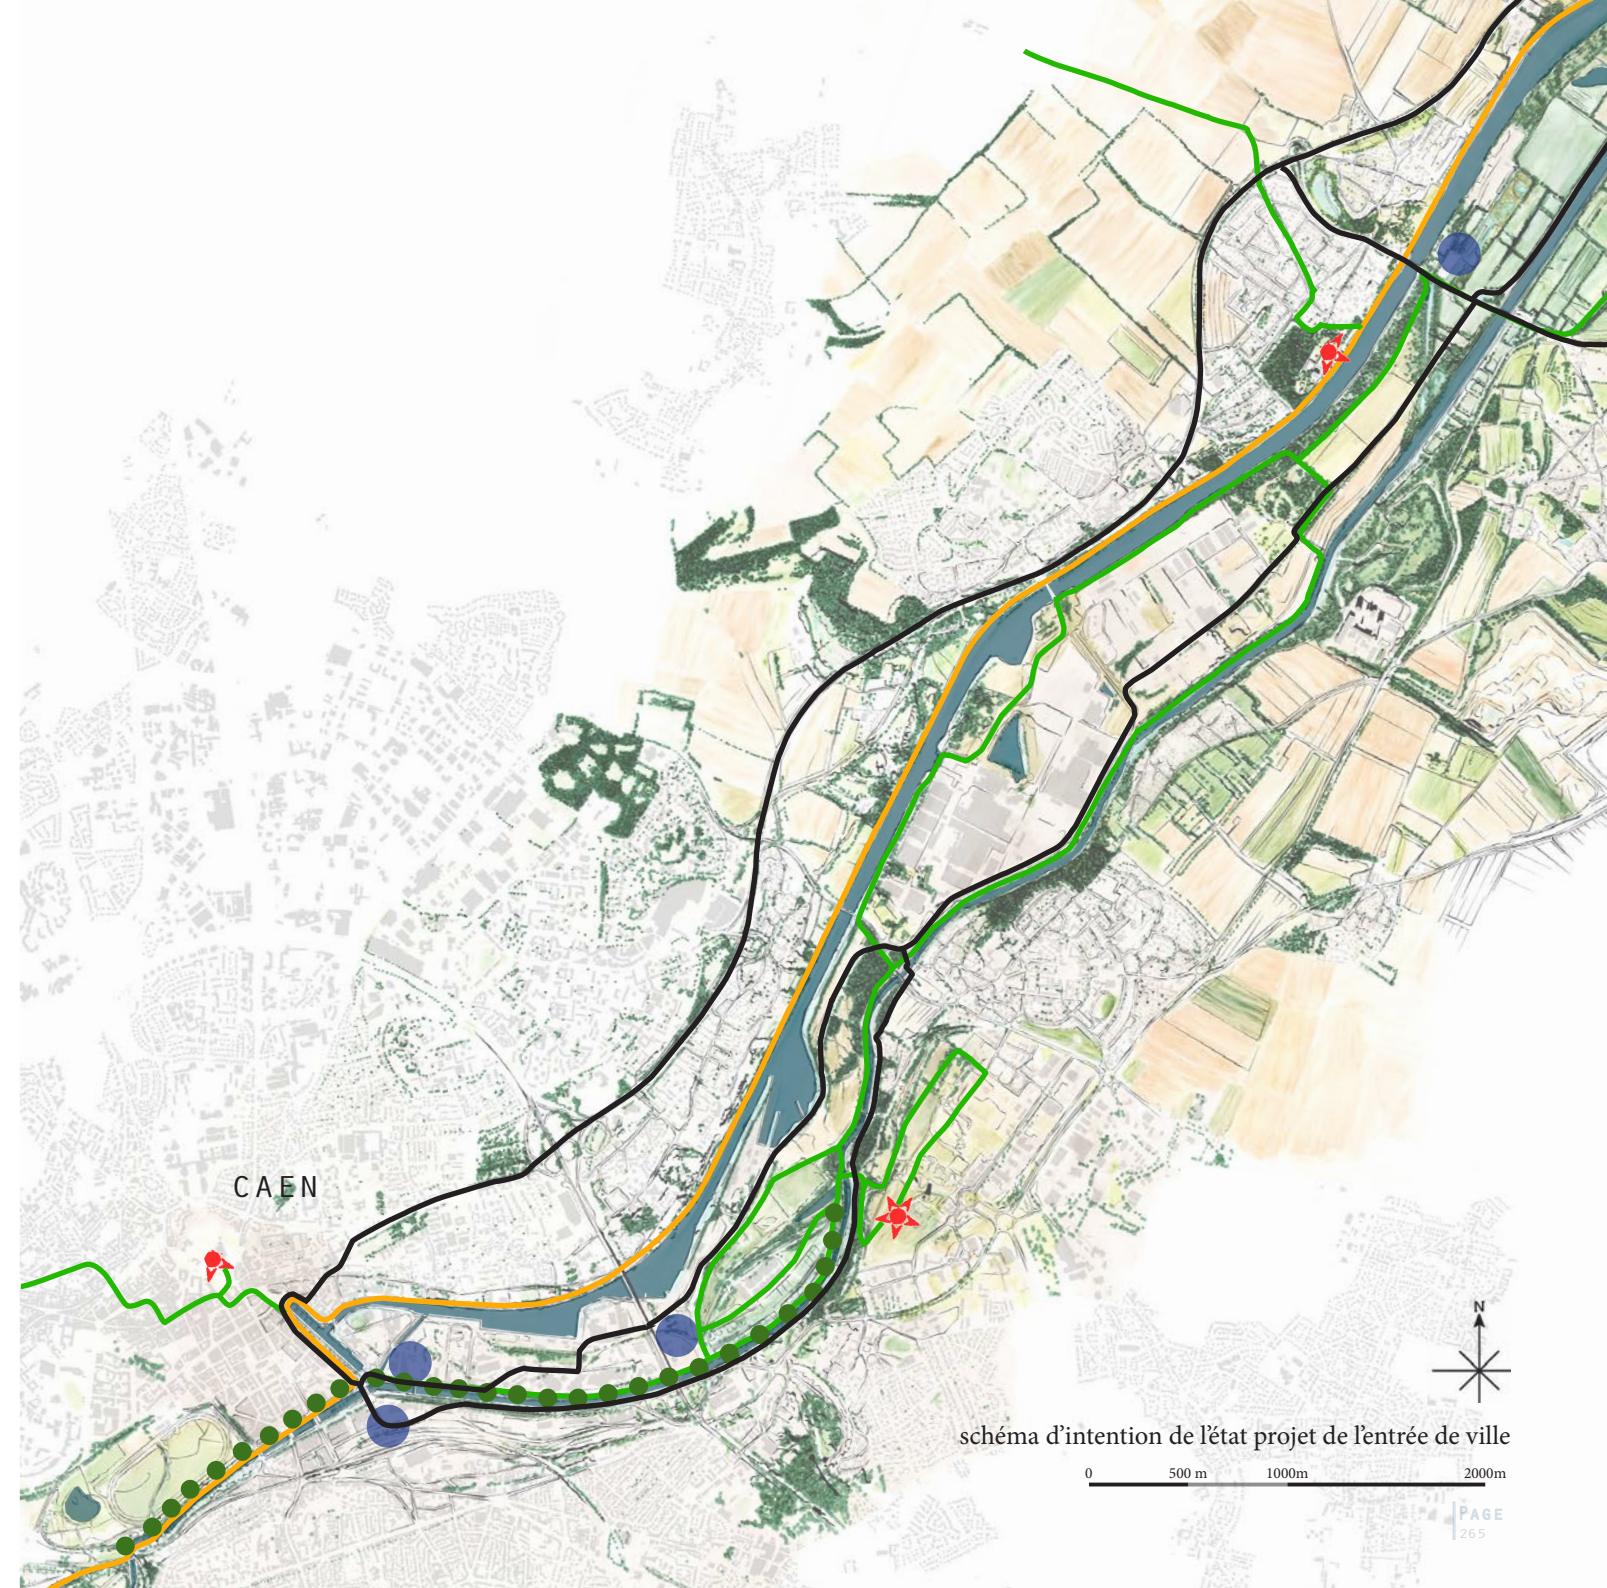 CAEN
N
schéma d'intention de l'état projet de l'entrée de ville
0 500 m 1000m 2000m
PAGE
265